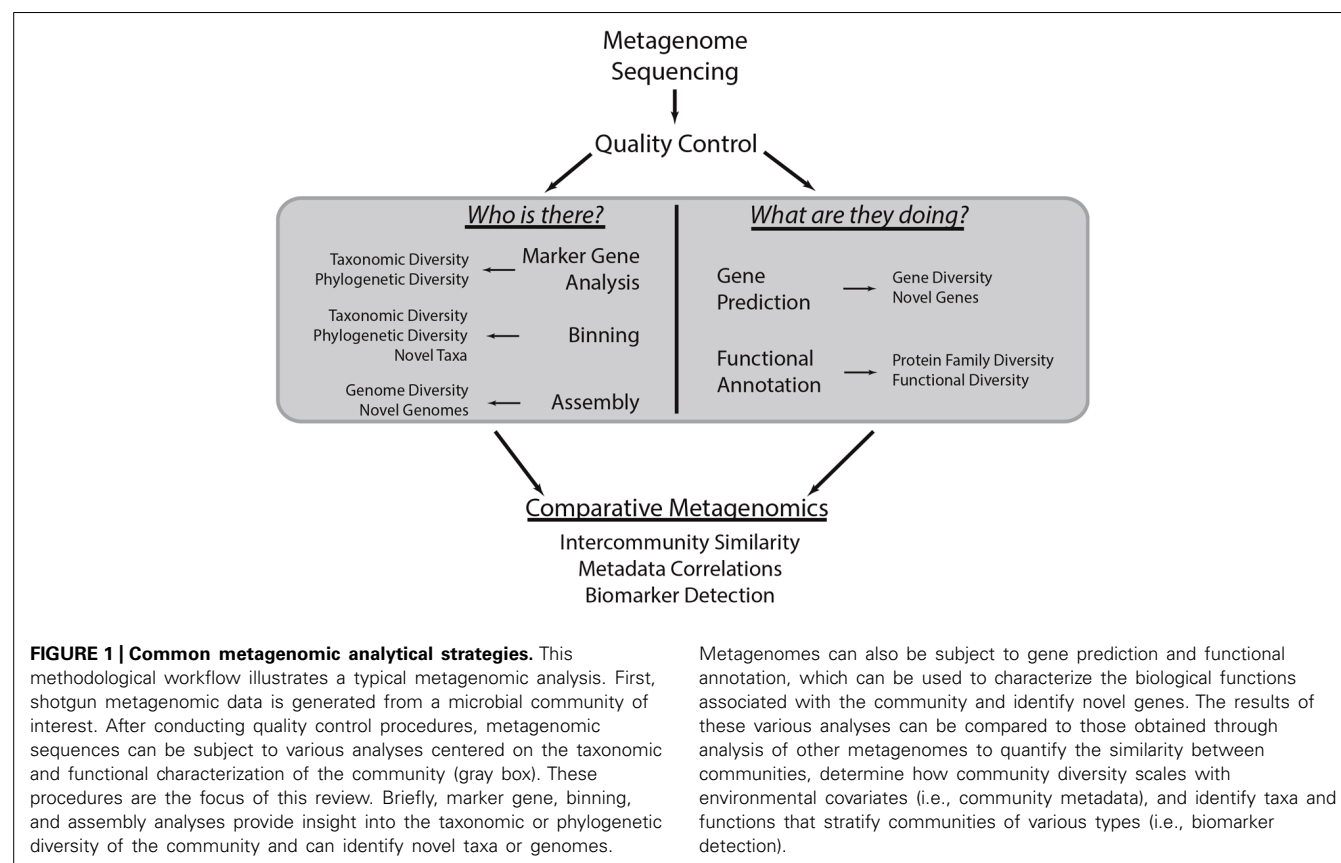 Metagenome
Sequencing
Quality Control
Who is there?
Taxonomic Diversity
Phylogenetic Diversity
Marker Gene
Analysis
Taxonomic Diversity
Phylogenetic Diversity
Novel Taxa
Binning
Genome Diversity
Novel Genomes
Assembly
What are they doing?
Gene
Prediction
Gene Diversity
Novel Genes
Functional
Annotation
Protein Family Diversity
Functional Diversity
Comparative Metagenomics
Intercommunity Similarity
Metadata Correlations
Biomarker Detection
FIGURE 1 | Common metagenomic analytical strategies. This
methodological workflow illustrates a typical metagenomic analysis. First,
shotgun metagenomic data is generated from a microbial community of
interest. After conducting quality control procedures, metagenomic
sequences can be subject to various analyses centered on the taxonomic
and functional characterization of the community (gray box). These
procedures are the focus of this review. Briefly, marker gene, binning,
and assembly analyses provide insight into the taxonomic or phylogenetic
diversity of the community and can identify novel taxa or genomes.
Metagenomes can also be subject to gene prediction and functional
annotation, which can be used to characterize the biological functions
associated with the community and identify novel genes. The results of
these various analyses can be compared to those obtained through
analysis of other metagenomes to quantify the similarity between
communities, determine how community diversity scales with
environmental covariates (i.e., community metadata), and identify taxa and
functions that stratify communities of various types (i.e., biomarker
detection).